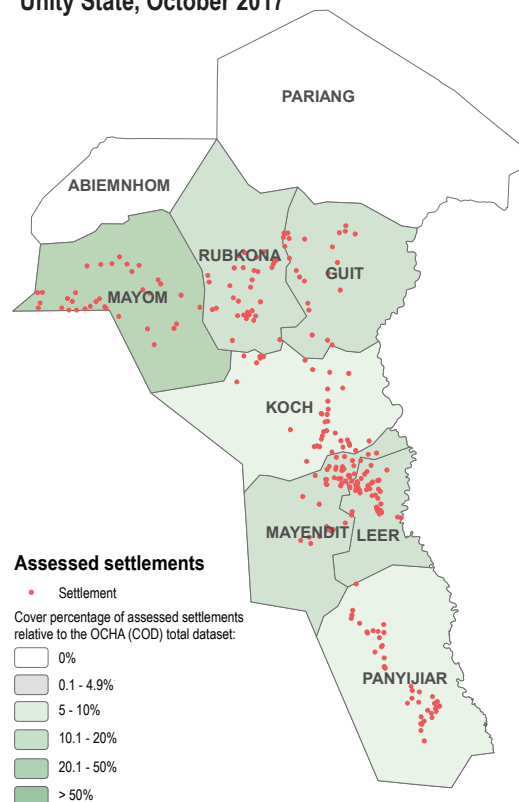 Unity State, October 2017
PARIANG
ABIEMNHOM
RUBKONA
GUIT
MAYOM
KOCH
MAYENDIT
LEER
PANYIJIAR
Assessed settlements
Settlement
Cover percentage of assessed settlements
relative to the OCHA (COD) total dataset:
0%
0.1 - 4.9%
5 - 10%
10.1 - 20%
20.1 - 50%
> 50%